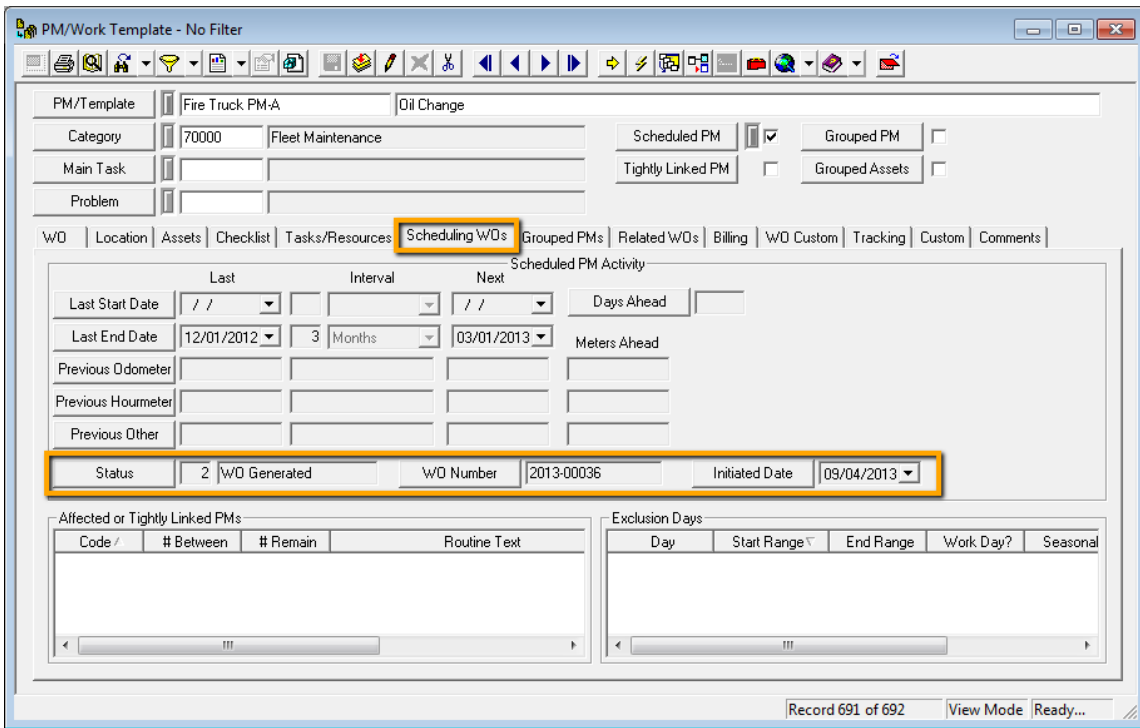 PM/Work Template - No Filter
PM/Template Fire Truck PM-A Oil Change
Category 70000 Fleet Maintenance Scheduled PM Grouped PM
Main Task Tightly Linked PM Grouped Assets
Problem
WO Location Assets Checklist Tasks/Resources Scheduling WOs Grouped PMs Related WOs Billing WO Custom Tracking Custom Comments
Scheduled PM Activity
Last Interval Next
Last Start Date / / / / Days Ahead
Last End Date 12/01/2012 3 Months 03/01/2013 Meters Ahead
Previous Odometer
Previous Hourmeter
Previous Other
Status 2 WO Generated WO Number 2013-00036 Initiated Date 09/04/2013
Affected or Tightly Linked PMs Exclusion Days
Code # Between # Remain Routine Text Day Start Range End Range Work Day? Seasonal
Record 691 of 692 View Mode Ready...